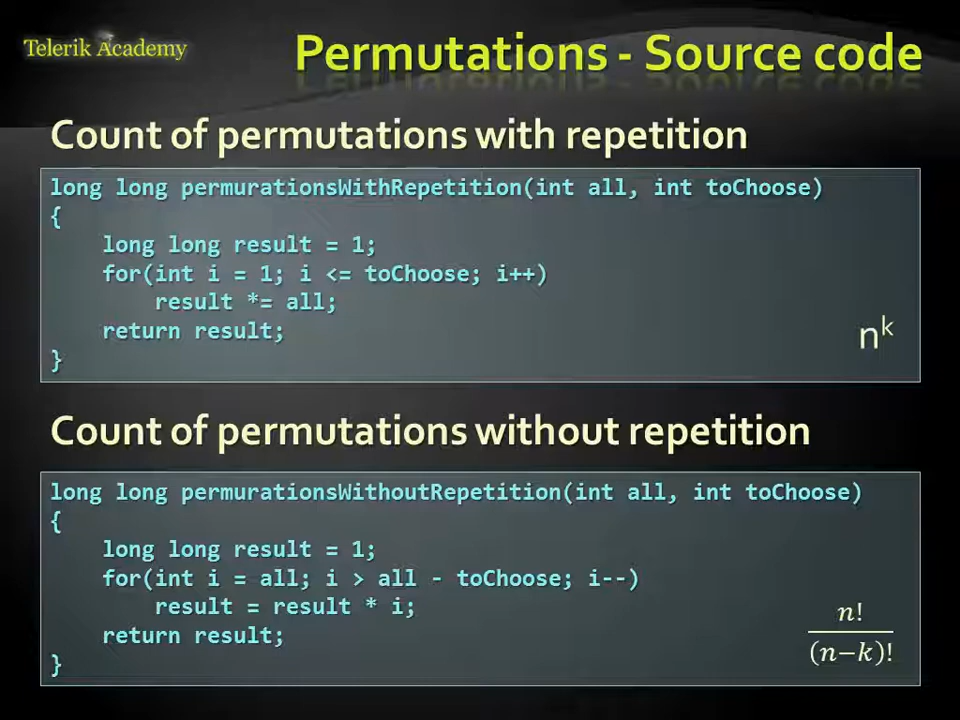 Telerik Academy
Permutations - Source code
Count of permutations with repetition
long long permurationsWithRepetition(int all, int toChoose)
{
    long long result = 1;
    for(int i = 1; i <= toChoose; i++)
        result *= all;
    return result;
}
nᵏ
Count of permutations without repetition
long long permurationsWithoutRepetition(int all, int toChoose)
{
    long long result = 1;
    for(int i = all; i > all - toChoose; i--)
        result = result * i;
    return result;
}
n!
(n−k)!